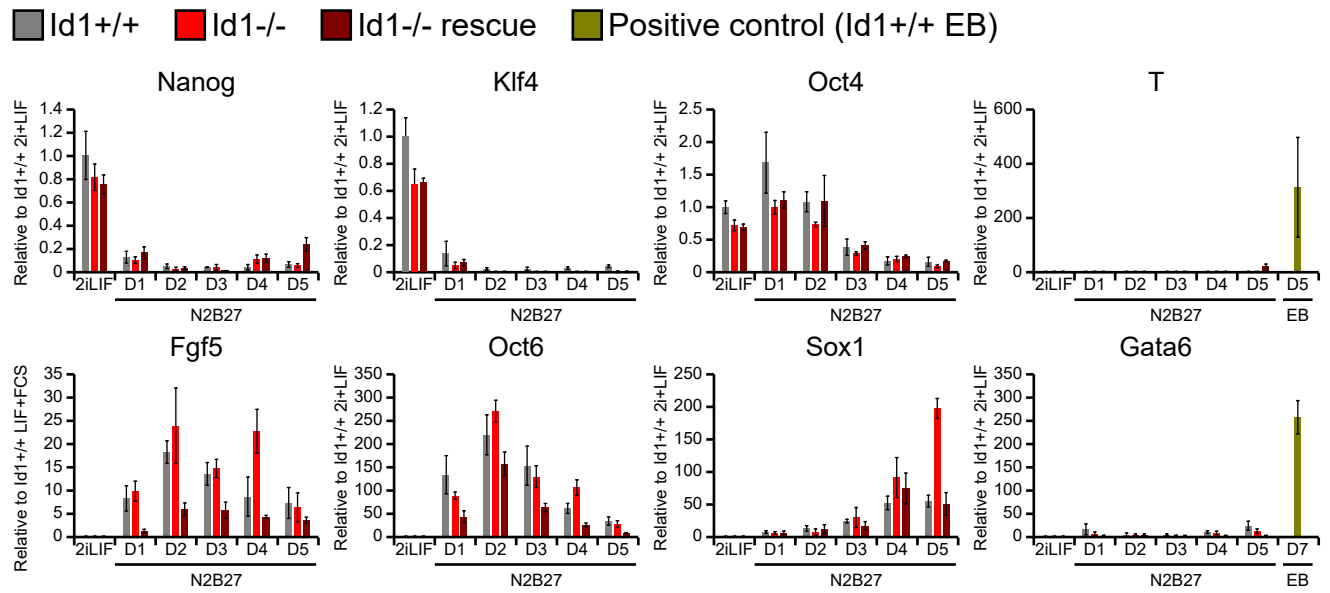 Id1+/+ Id1-/- Id1-/- rescue Positive control (Id1+/+ EB)
Nanog
Relative to Id1+/+ 2i+LIF
1.4
1.2
1.0
0.8
0.6
0.4
0.2
0
2iLIF D1 D2 D3 D4 D5
N2B27
Klf4
Relative to Id1+/+ 2i+LIF
1.2
1.0
0.8
0.6
0.4
0.2
0
2iLIF D1 D2 D3 D4 D5
N2B27
Oct4
Relative to Id1+/+ 2i+LIF
2.5
2.0
1.5
1.0
0.5
0
2iLIF D1 D2 D3 D4 D5
N2B27
T
Relative to Id1+/+ 2i+LIF
600
400
200
0
2iLIF D1 D2 D3 D4 D5 D5
N2B27 EB
Fgf5
Relative to Id1+/+ LIF+FCS
35
30
25
20
15
10
5
0
2iLIF D1 D2 D3 D4 D5
N2B27
Oct6
Relative to Id1+/+ 2i+LIF
350
300
250
200
150
100
50
0
2iLIF D1 D2 D3 D4 D5
N2B27
Sox1
Relative to Id1+/+ 2i+LIF
250
200
150
100
50
0
2iLIF D1 D2 D3 D4 D5
N2B27
Gata6
Relative to Id1+/+ 2i+LIF
350
300
250
200
150
100
50
0
2iLIF D1 D2 D3 D4 D5 D7
N2B27 EB